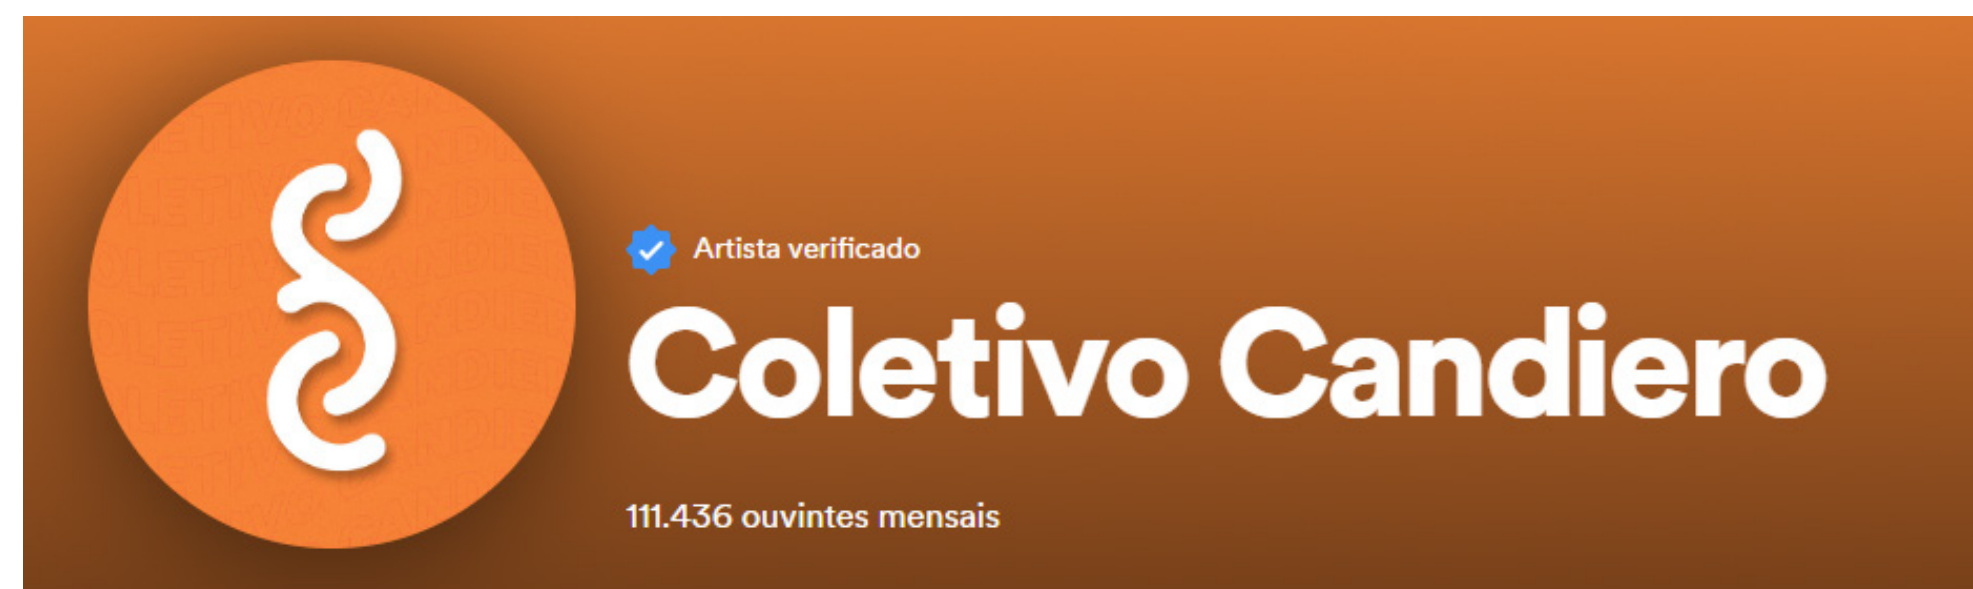 Artista verificado
Coletivo Candiero
111.436 ouvintes mensais